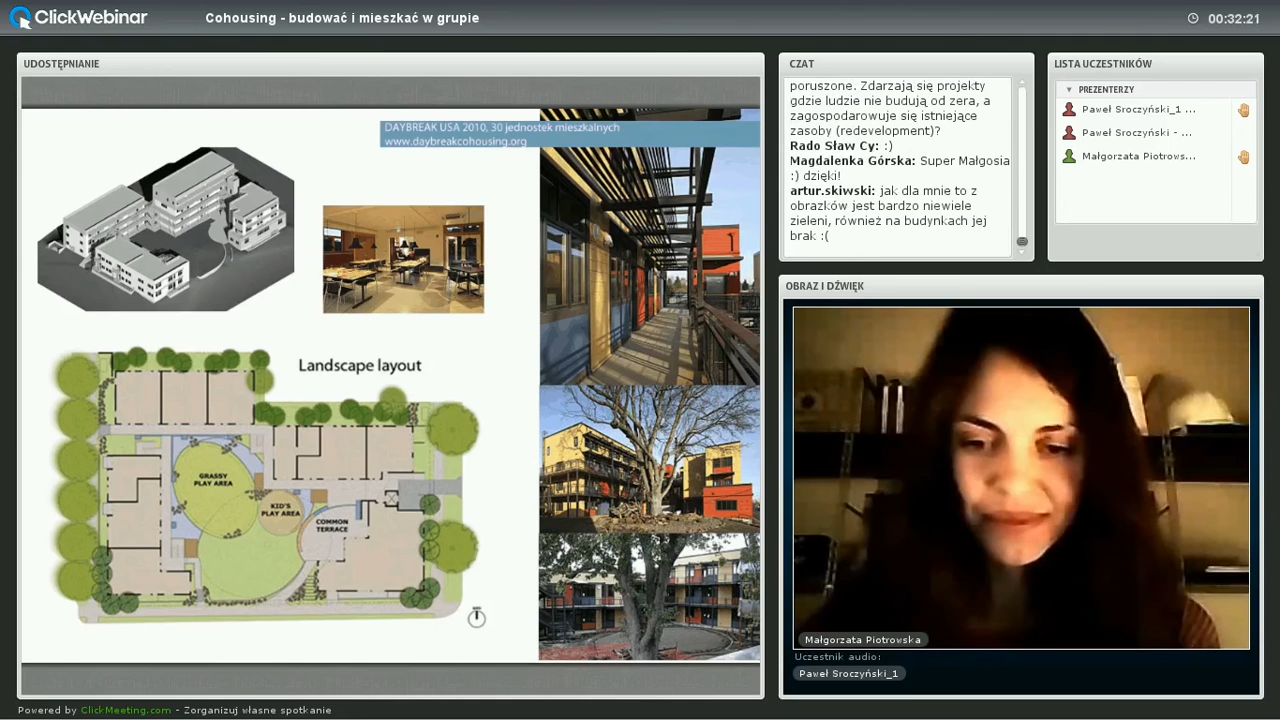 ClickWebinar
Cohousing - budować i mieszkać w grupie
00:32:21
UDOSTĘPNIANIE
DAYBREAK USA 2010, 30 jednostek mieszkalnych
www.daybreakcohousing.org
Landscape layout
GRASSY
PLAY AREA
KID'S
PLAY AREA
COMMON
TERRACE
CZAT
poruszone. Zdarzają się projekty
gdzie ludzie nie budują od zera, a
zagospodarowuje się istniejące
zasoby (redevelopment)?
Rado Sław Cy: :)
Magdalenka Górska: Super Małgosia
:) dzięki!
artur.skiwski: jak dla mnie to z
obrazków jest bardzo niewiele
zieleni, również na budynkach jej
brak :(
LISTA UCZESTNIKÓW
PREZENTERZY
Paweł Sroczyński_1 ...
Paweł Sroczyński - ...
Małgorzata Piotrows...
OBRAZ I DŹWIĘK
Małgorzata Piotrowska
Uczestnik audio:
Paweł Sroczyński_1
Powered by ClickMeeting.com - Zorganizuj własne spotkanie